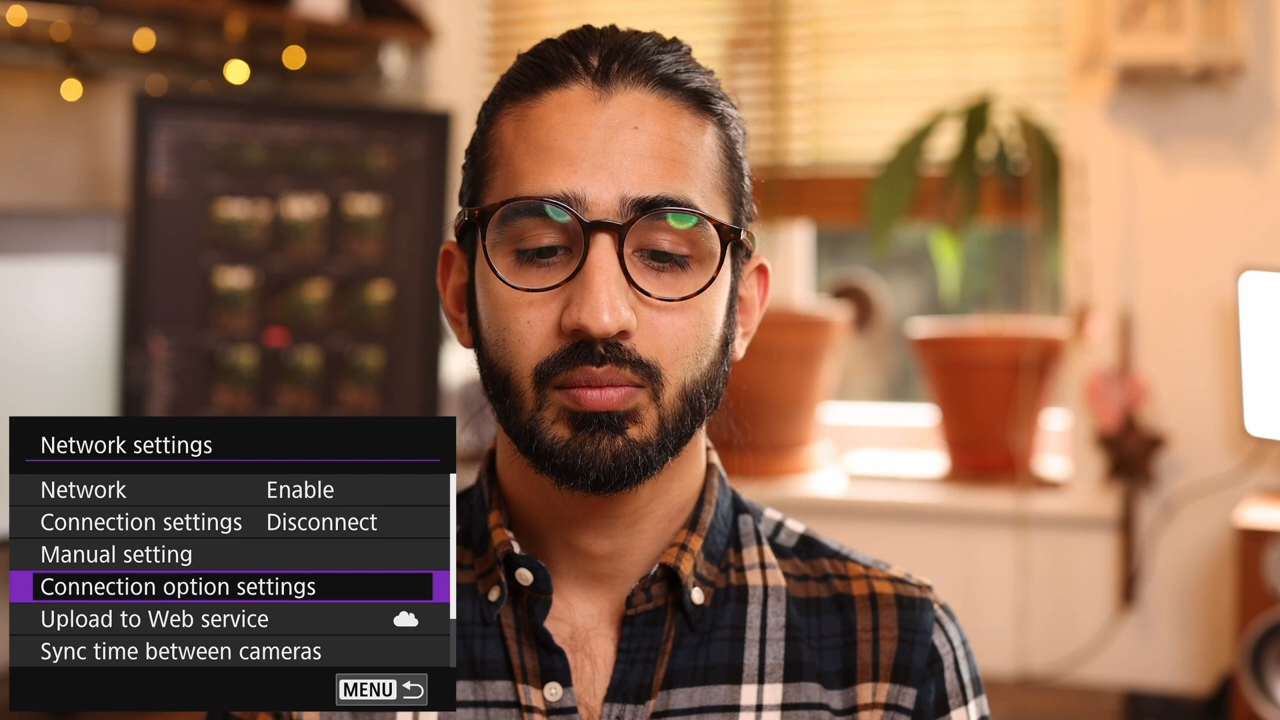 Network settings
Network Enable
Connection settings Disconnect
Manual setting
Connection option settings
Upload to Web service
Sync time between cameras
MENU